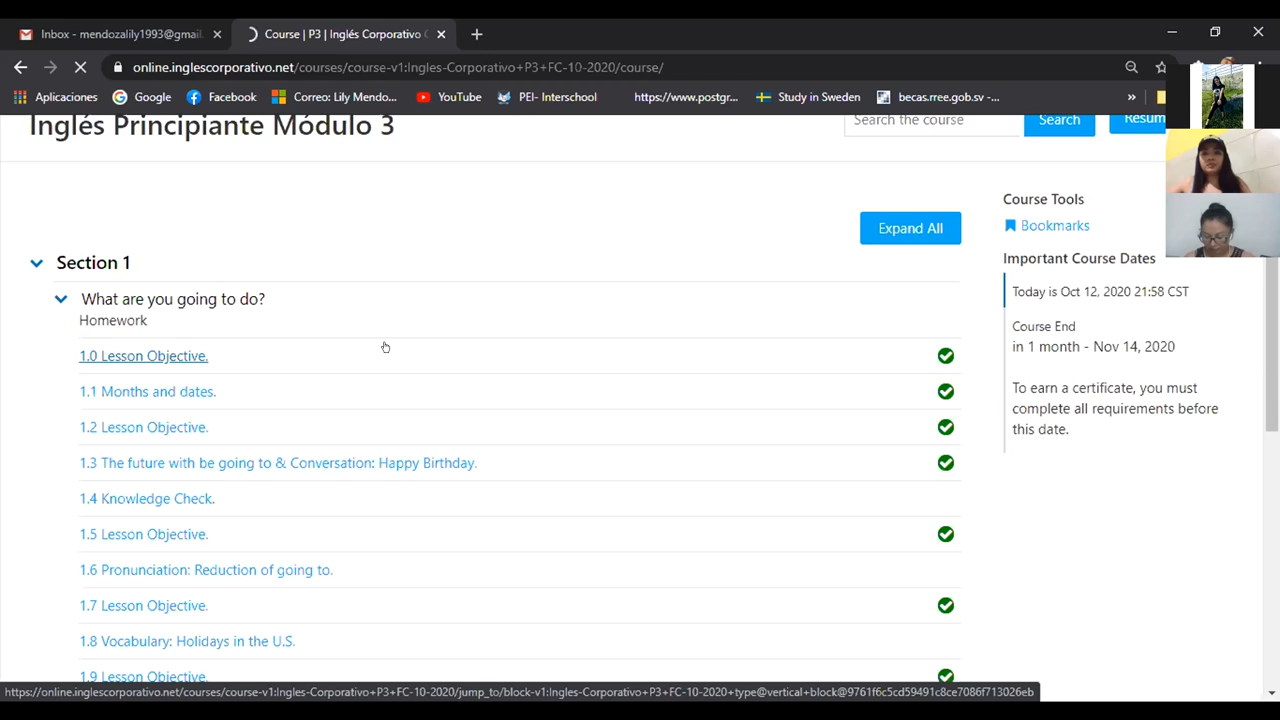 Inbox - mendozalily1993@gmail.
Course | P3 | Inglés Corporativo
online.inglescorporativo.net/courses/course-v1:Ingles-Corporativo+P3+FC-10-2020/course/
Aplicaciones Google Facebook Correo: Lily Mendo... YouTube PEI- Interschool https://www.postgr... Study in Sweden becas.rree.gob.sv -... »
Inglés Principiante Módulo 3
Search the course Search Resum
Expand All
Section 1
What are you going to do?
Homework
1.0 Lesson Objective.
1.1 Months and dates.
1.2 Lesson Objective.
1.3 The future with be going to & Conversation: Happy Birthday.
1.4 Knowledge Check.
1.5 Lesson Objective.
1.6 Pronunciation: Reduction of going to.
1.7 Lesson Objective.
1.8 Vocabulary: Holidays in the U.S.
1.9 Lesson Objective.
Course Tools
Bookmarks
Important Course Dates
Today is Oct 12, 2020 21:58 CST
Course End
in 1 month - Nov 14, 2020
To earn a certificate, you must
complete all requirements before
this date.
https://online.inglescorporativo.net/courses/course-v1:Ingles-Corporativo+P3+FC-10-2020/jump_to/block-v1:Ingles-Corporativo+P3+FC-10-2020+type@vertical+block@9761f6c5cd59491c8ce7086f713026eb